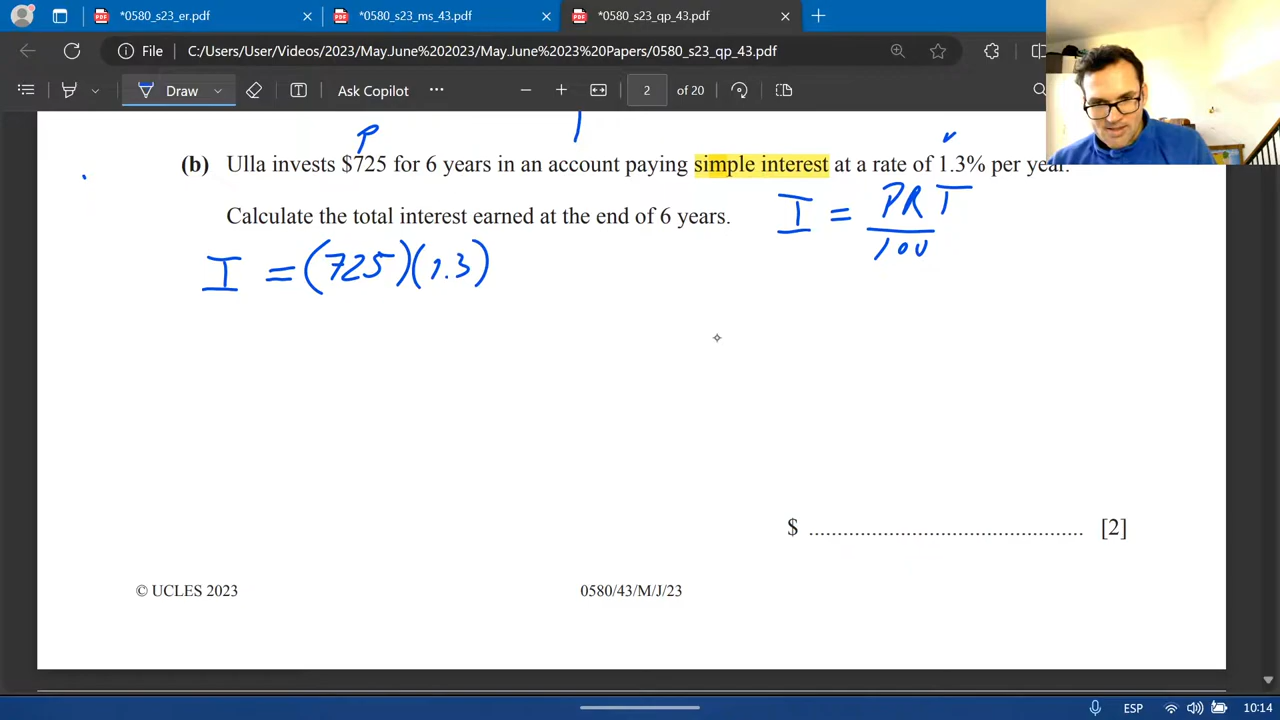 *0580_s23_er.pdf
*0580_s23_ms_43.pdf
*0580_s23_qp_43.pdf
File
C:/Users/User/Videos/2023/May.June%202023/May.June%2023%20Papers/0580_s23_qp_43.pdf
Draw
Ask Copilot
2 of 20
P
r
(b) Ulla invests $725 for 6 years in an account paying simple interest at a rate of 1.3% per year.
I = PRT
100
Calculate the total interest earned at the end of 6 years.
I = (725)(1.3)
$ ................................................ [2]
© UCLES 2023
0580/43/M/J/23
ESP
10:14